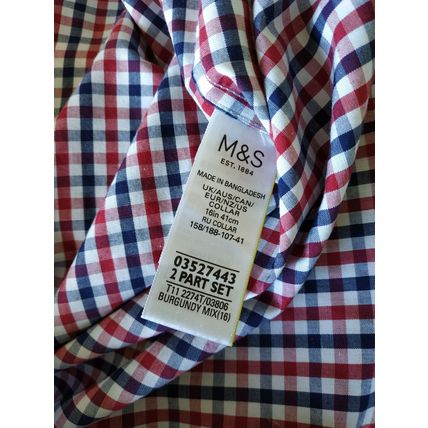 M&S
EST. 1884
MADE IN BANGLADESH
UK/AUS/CAN/
EUR/NZ/US
COLLAR
16in 41cm
RU COLLAR
158/188-107-41
03527443
2 PART SET
T11 2274T/03806
BURGUNDY MIX(16)